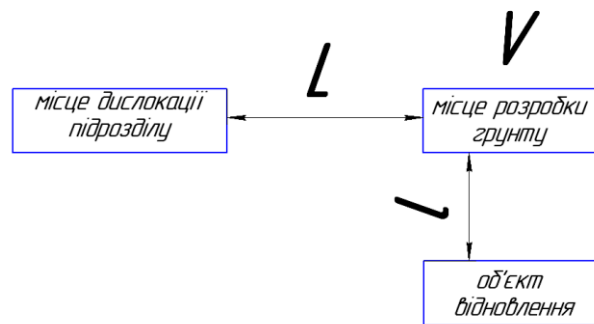 V
L
місце дислокації
підрозділу
місце розробки
грунту
l
об'єкт
відновлення